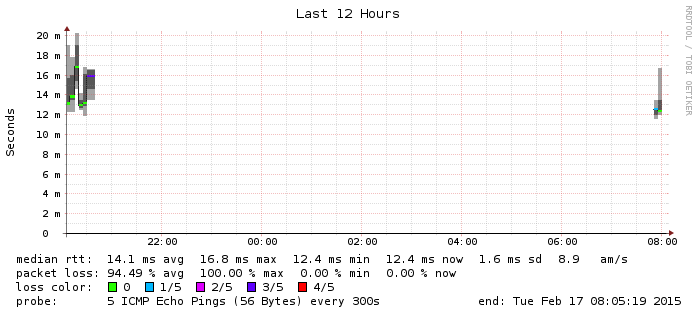 Last 12 Hours
RRDTOOL / TOBI OETIKER
Seconds
20 m
18 m
16 m
14 m
12 m
10 m
8 m
6 m
4 m
2 m
0
22:00 00:00 02:00 04:00 06:00 08:00
median rtt: 14.1 ms avg 16.8 ms max 12.4 ms min 12.4 ms now 1.6 ms sd 8.9 am/s
packet loss: 94.49 % avg 100.00 % max 0.00 % min 0.00 % now
loss color: 0 1/5 2/5 3/5 4/5
probe: 5 ICMP Echo Pings (56 Bytes) every 300s end: Tue Feb 17 08:05:19 2015